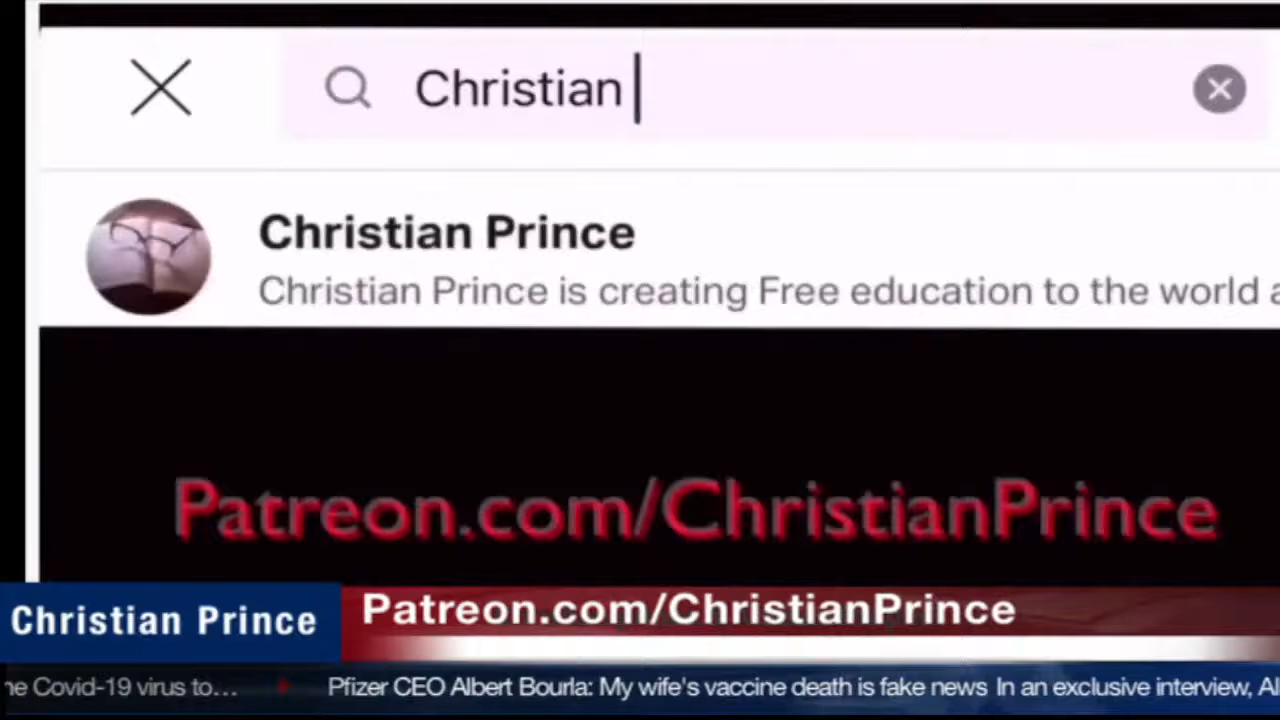 Christian
Christian Prince
Christian Prince is creating Free education to the world
Patreon.com/ChristianPrince
Christian Prince
Patreon.com/ChristianPrince
Covid-19 virus to... Pfizer CEO Albert Bourla: My wife's vaccine death is fake news In an exclusive interview,